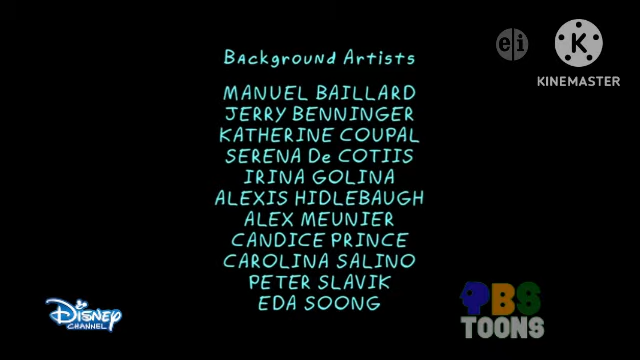 Background Artists
MANUEL BAILLARD
JERRY BENNINGER
KATHERINE COUPAL
SERENA De COTIIS
IRINA GOLINA
ALEXIS HIDLEBAUGH
ALEX MEUNIER
CANDICE PRINCE
CAROLINA SALINO
PETER SLAVIK
EDA SOONG
e/i
K
KINEMASTER
Disney
CHANNEL
PBS
TOONS